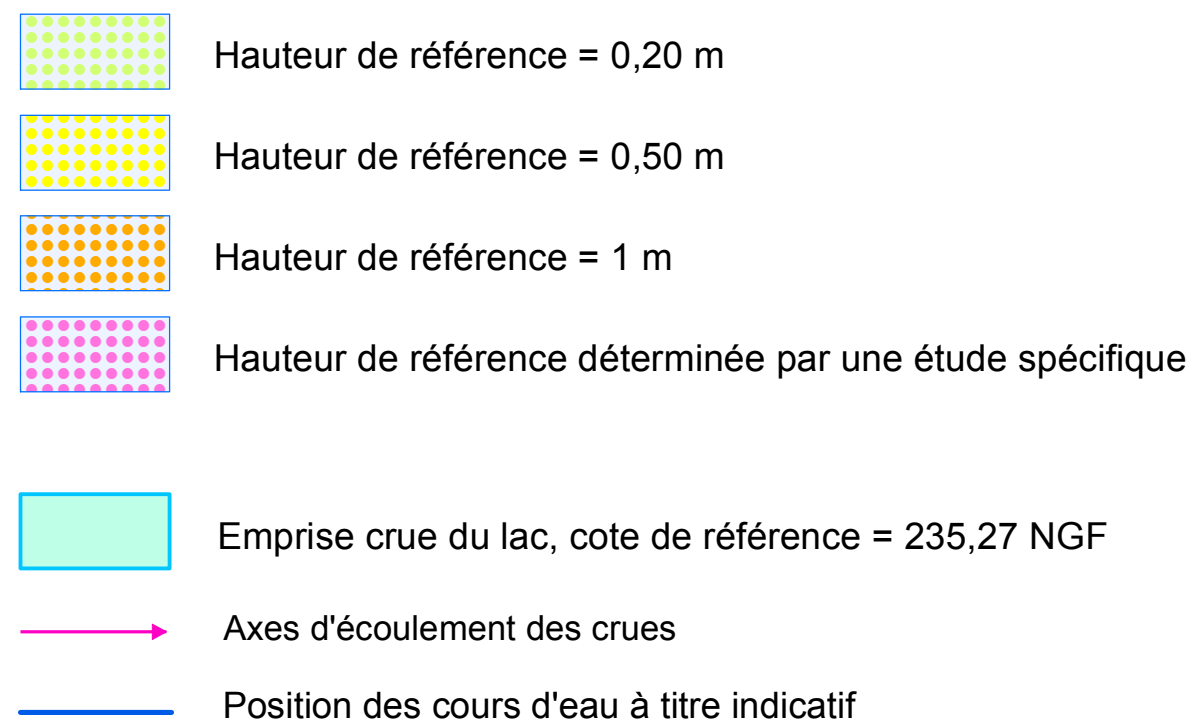 Hauteur de référence = 0,20 m
Hauteur de référence = 0,50 m
Hauteur de référence = 1 m
Hauteur de référence déterminée par une étude spécifique
Emprise crue du lac, cote de référence = 235,27 NGF
Axes d'écoulement des crues
Position des cours d'eau à titre indicatif